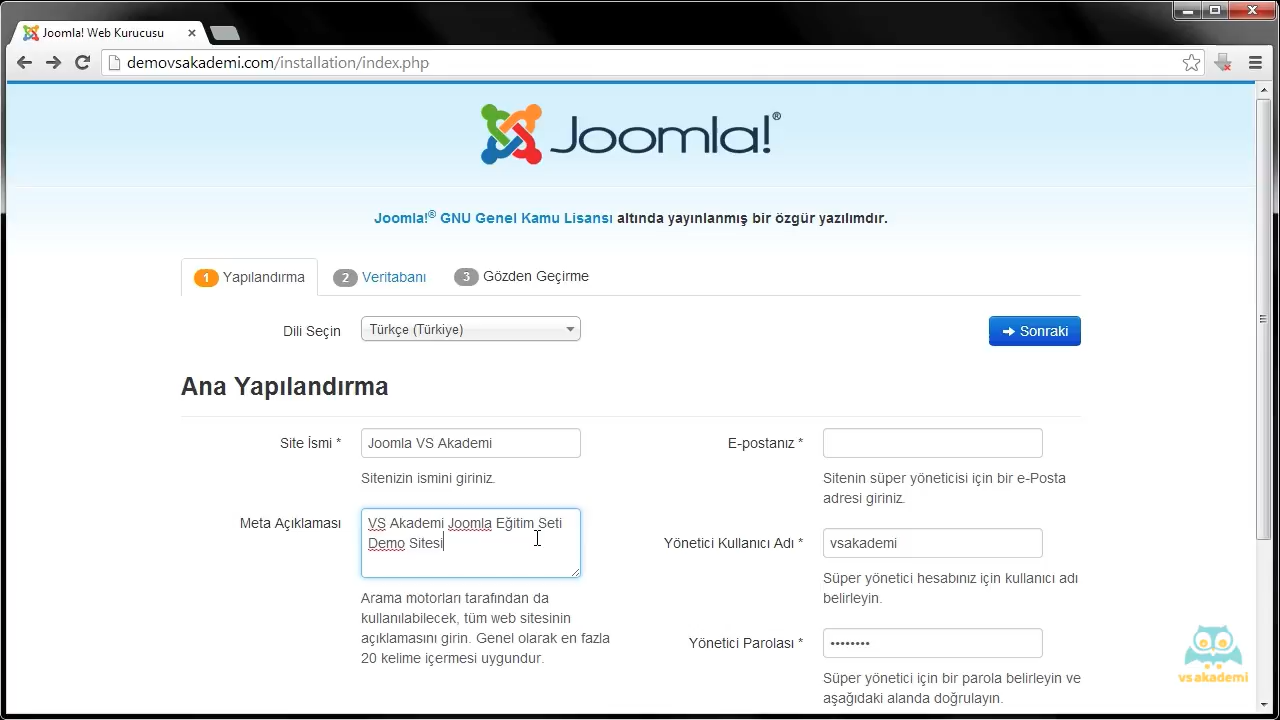 Joomla! Web Kurucusu
demovsakademi.com/installation/index.php
Joomla!®
Joomla!® GNU Genel Kamu Lisansı altında yayınlanmış bir özgür yazılımdır.
1 Yapılandırma
2 Veritabanı
3 Gözden Geçirme
Dili Seçin
Türkçe (Türkiye)
Sonraki
Ana Yapılandırma
Site İsmi *
Joomla VS Akademi
Sitenizin ismini giriniz.
Meta Açıklaması
VS Akademi Joomla Eğitim Seti
Demo Sitesi
Arama motorları tarafından da
kullanılabilecek, tüm web sitesinin
açıklamasını girin. Genel olarak en fazla
20 kelime içermesi uygundur.
E-postanız *
Sitenin süper yöneticisi için bir e-Posta
adresi giriniz.
Yönetici Kullanıcı Adı *
vsakademi
Süper yönetici hesabınız için kullanıcı adı
belirleyin.
Yönetici Parolası *
••••••••
Süper yönetici için bir parola belirleyin ve
aşağıdaki alanda doğrulayın.
vsakademi